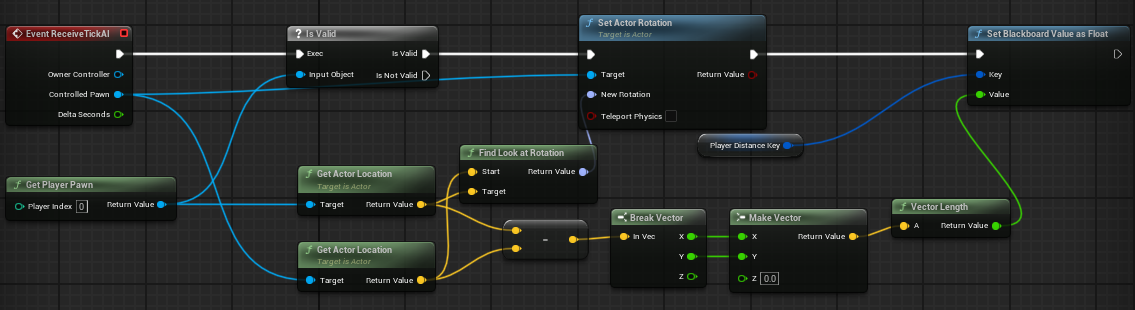 Event ReceiveTickAI
Owner Controller
Controlled Pawn
Delta Seconds
? Is Valid
Exec
Is Valid
Input Object
Is Not Valid
f Set Actor Rotation
Target is Actor
Target
Return Value
New Rotation
Teleport Physics
f Set Blackboard Value as Float
Key
Value
Player Distance Key
f Get Player Pawn
Player Index 0
Return Value
f Get Actor Location
Target is Actor
Target
Return Value
f Find Look at Rotation
Start
Return Value
Target
f Get Actor Location
Target is Actor
Target
Return Value
-
Break Vector
In Vec
X
Y
Z
Make Vector
X
Return Value
Y
Z 0.0
f Vector Length
A
Return Value